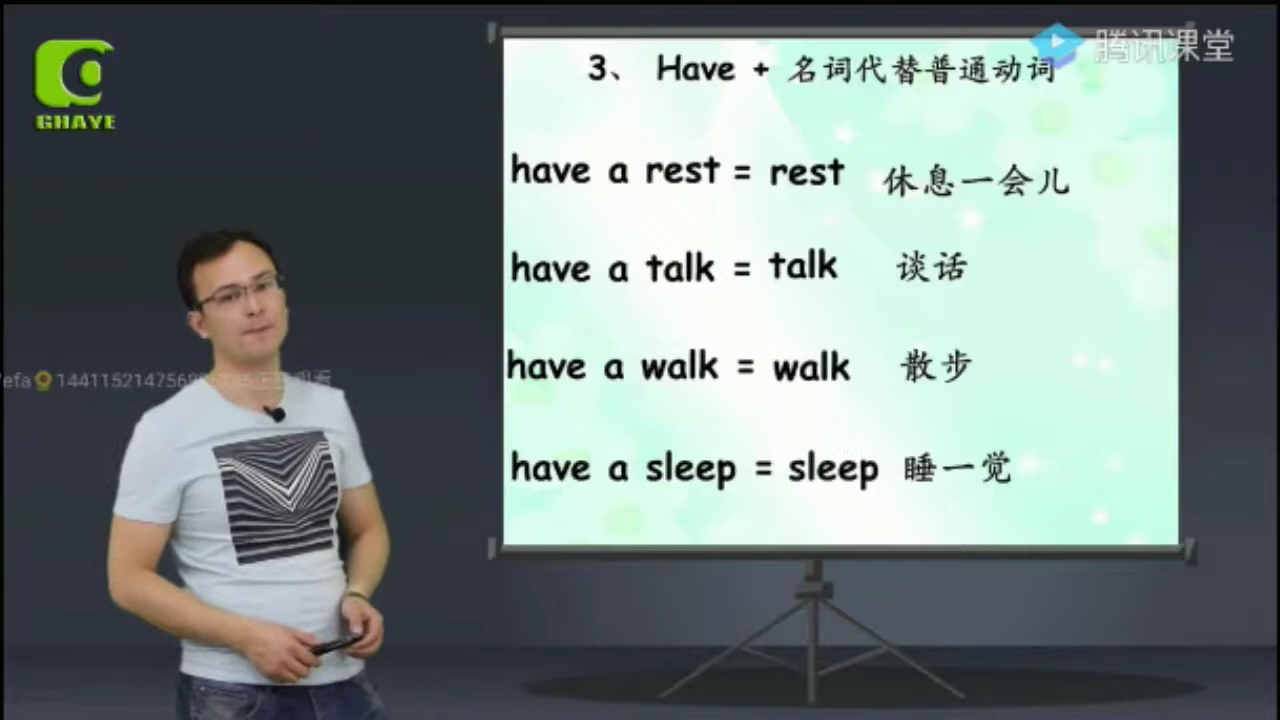 GHAYE
腾讯课堂
3、 Have + 名词代替普通动词
have a rest = rest 休息一会儿
have a talk = talk 谈话
have a walk = walk 散步
have a sleep = sleep 睡一觉